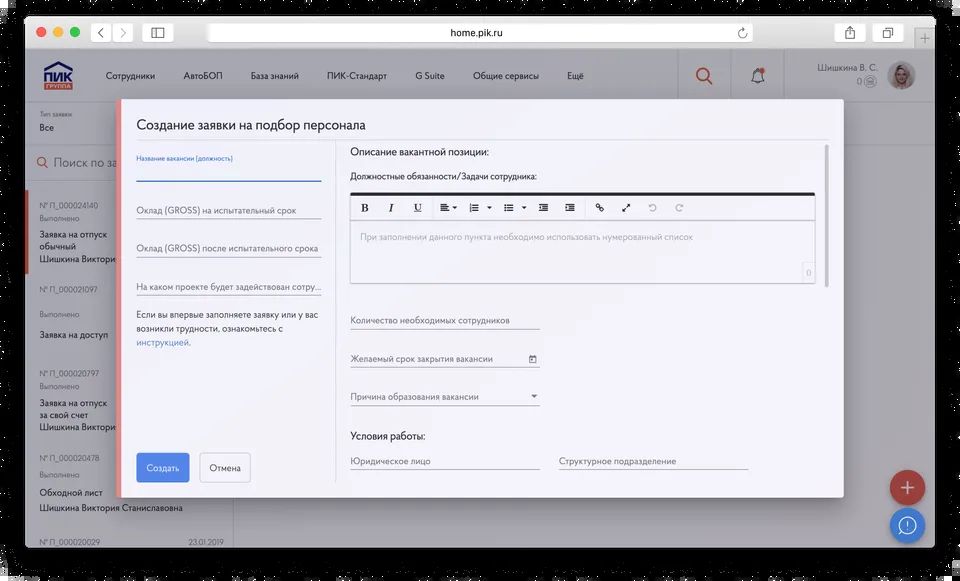 home.pik.ru
ПИК
ГРУППА
Сотрудники
АвтоБОП
База знаний
ПИК-Стандарт
G Suite
Общие сервисы
Ещё
Шишкина В. С.
0
Тип заявки
Все
Поиск по за
№ П_000024140
Выполнено
Заявка на отпуск
обычный
Шишкина Виктори
№ П_000021097
Выполнено
Заявка на доступ
№ П_000020797
Выполнено
Заявка на отпуск
за свой счет
Шишкина Виктори
№ П_000020478
Выполнено
Обходной лист
Шишкина Виктория Станиславовна
№ П_000020029
23.01.2019
Создание заявки на подбор персонала
Название вакансии (должность)
Оклад (GROSS) на испытательный срок
Оклад (GROSS) после испытательного срока
На каком проекте будет задействован сотру...
Если вы впервые заполняете заявку или у вас
возникли трудности, ознакомьтесь с
инструкцией.
Создать
Отмена
Описание вакантной позиции:
Должностные обязанности/Задачи сотрудника:
B I U
При заполнении данного пункта необходимо использовать нумерованный список
0
Количество необходимых сотрудников
Желаемый срок закрытия вакансии
Причина образования вакансии
Условия работы:
Юридическое лицо
Структурное подразделение